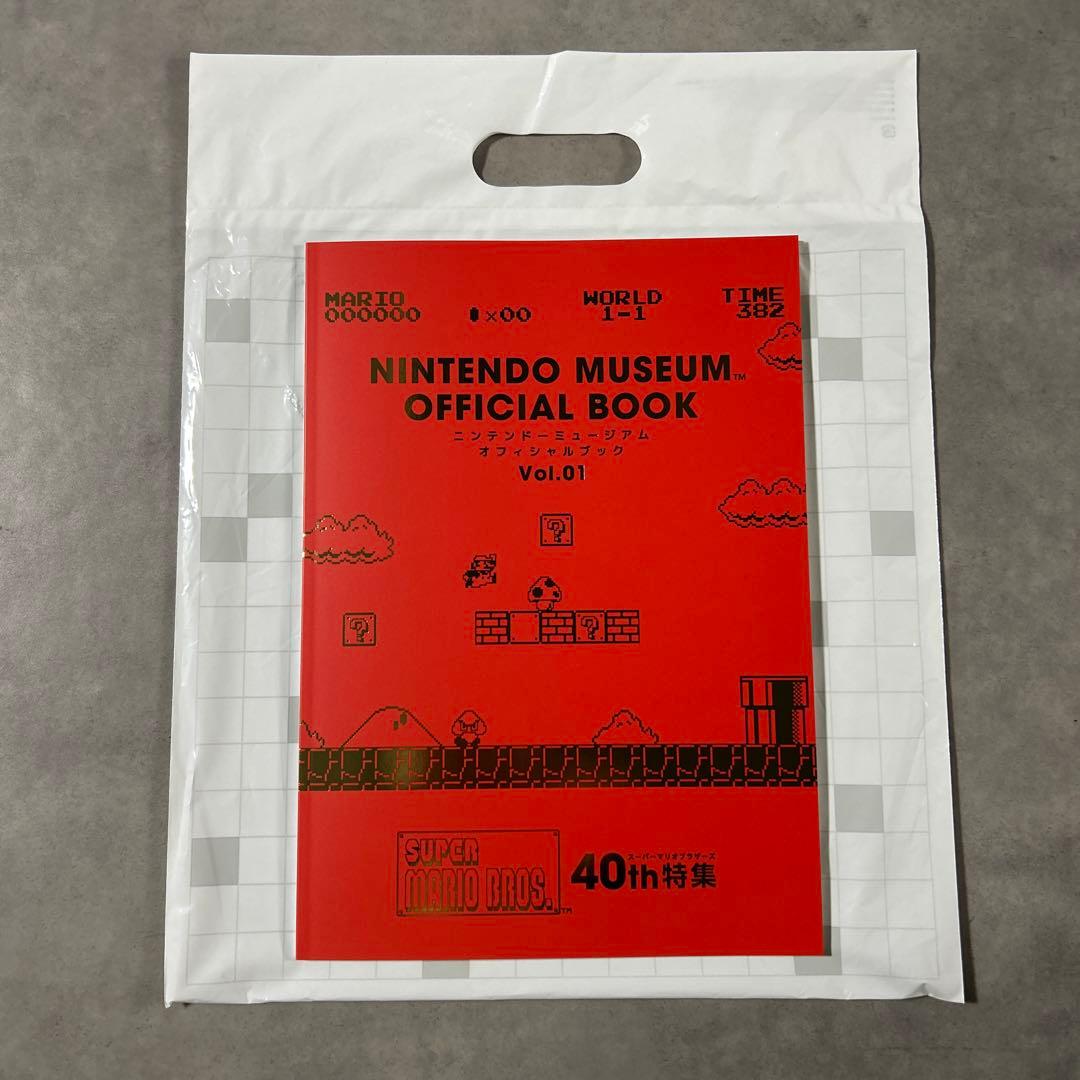 MARIO WORLD TIME
000000 ×00 1-1 382
NINTENDO MUSEUM™
OFFICIAL BOOK
ニンテンドーミュージアム
オフィシャルブック
Vol.01
?
?
?
SUPER
MARIO BROS.™
スーパーマリオブラザーズ
40th特集